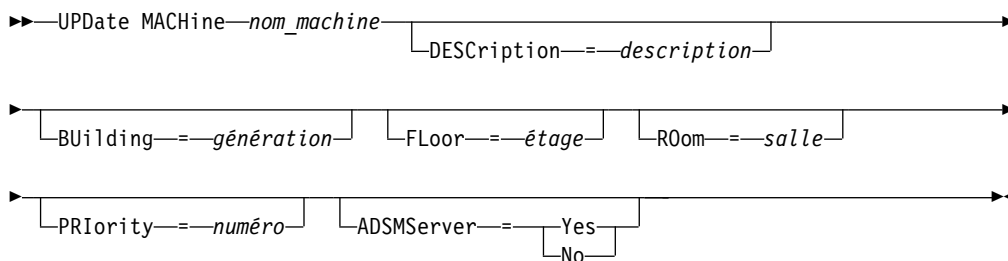 UPDate MACHine nom_machine
DESCription = description
BUilding = génération FLoor = étage ROom = salle
PRIority = numéro ADSMServer = Yes
No